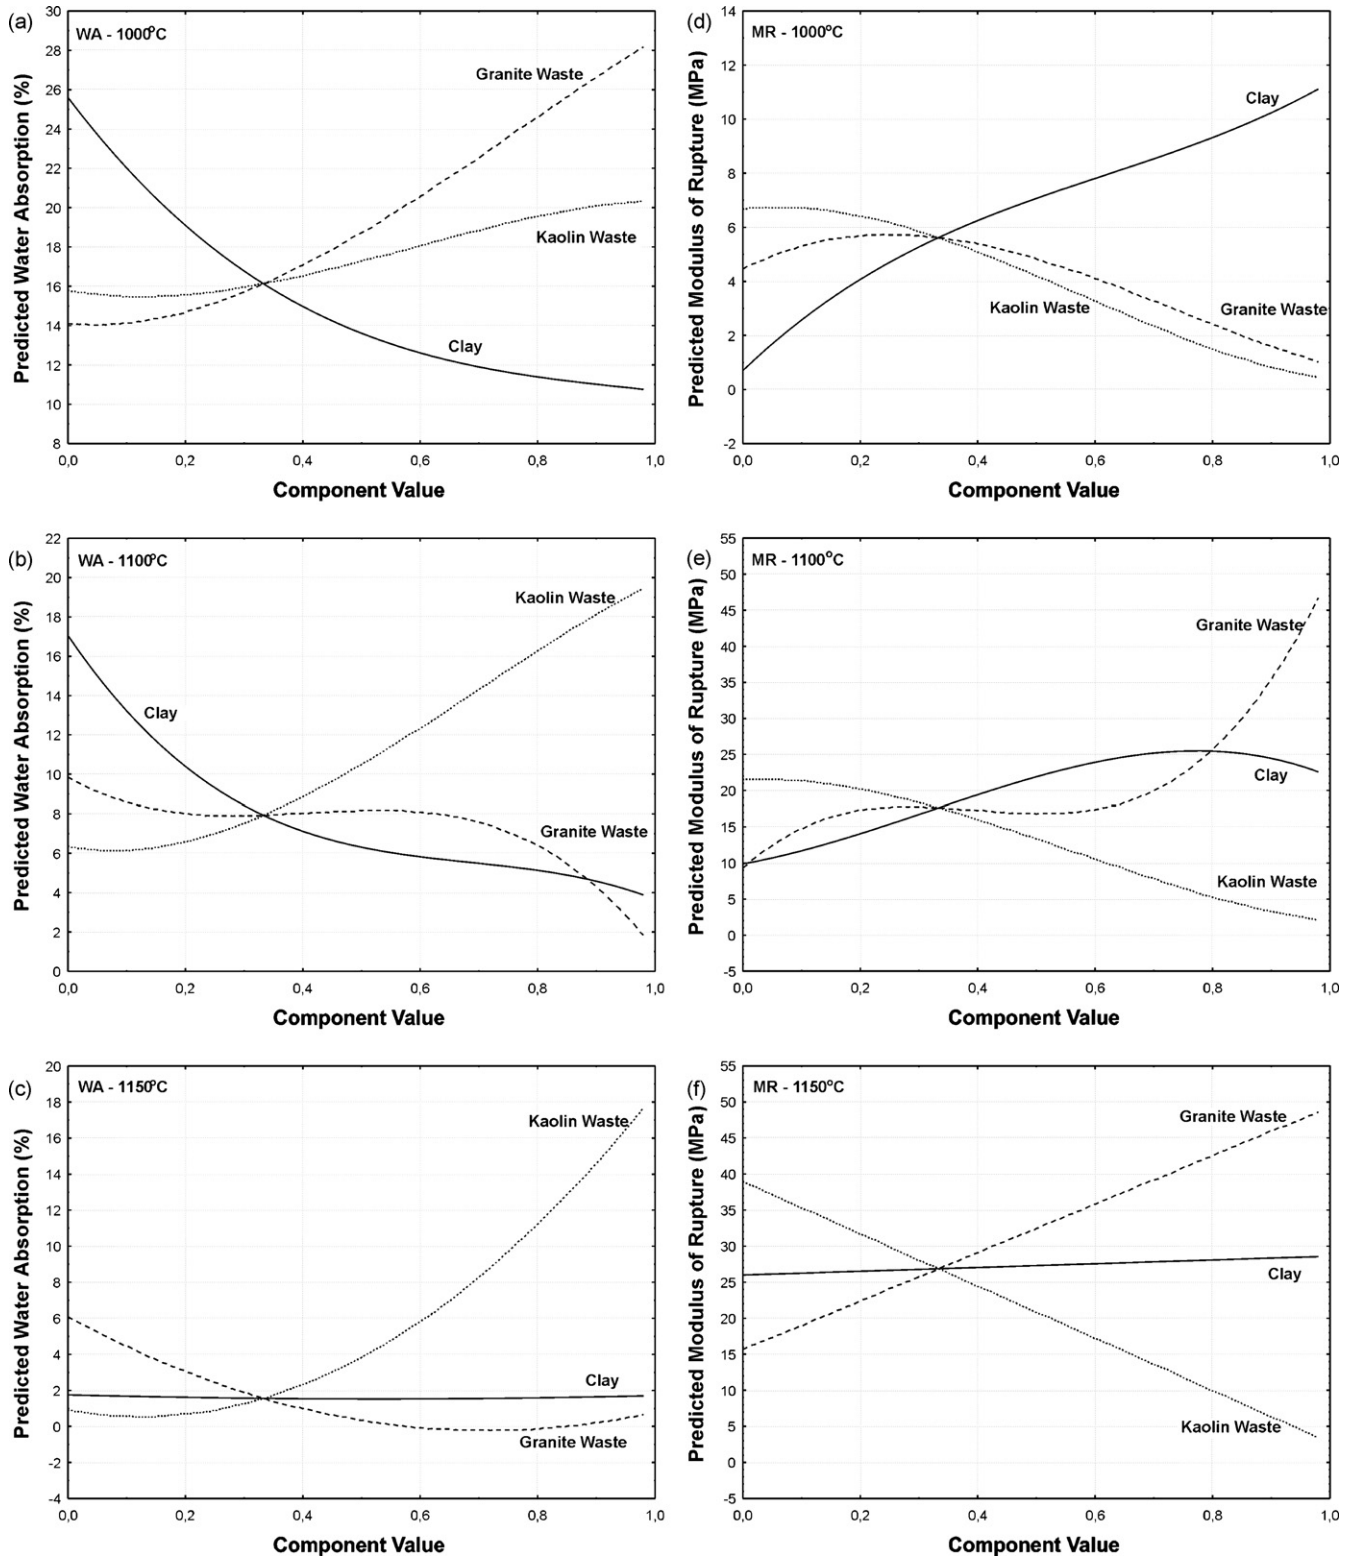 (a)
WA - 1000°C
30
28
26
24
22
20
18
16
14
12
10
8
Predicted Water Absorption (%)
Granite Waste
Kaolin Waste
Clay
0,0 0,2 0,4 0,6 0,8 1,0
Component Value
(d)
MR - 1000°C
14
12
10
8
6
4
2
0
-2
Predicted Modulus of Rupture (MPa)
Clay
Kaolin Waste
Granite Waste
0,0 0,2 0,4 0,6 0,8 1,0
Component Value
(b)
WA - 1100°C
22
20
18
16
14
12
10
8
6
4
2
0
Predicted Water Absorption (%)
Kaolin Waste
Clay
Granite Waste
0,0 0,2 0,4 0,6 0,8 1,0
Component Value
(e)
MR - 1100°C
55
50
45
40
35
30
25
20
15
10
5
0
-5
Predicted Modulus of Rupture (MPa)
Granite Waste
Clay
Kaolin Waste
0,0 0,2 0,4 0,6 0,8 1,0
Component Value
(c)
WA - 1150°C
20
18
16
14
12
10
8
6
4
2
0
-2
-4
Predicted Water Absorption (%)
Kaolin Waste
Clay
Granite Waste
0,0 0,2 0,4 0,6 0,8 1,0
Component Value
(f)
MR - 1150°C
55
50
45
40
35
30
25
20
15
10
5
0
-5
Predicted Modulus of Rupture (MPa)
Granite Waste
Clay
Kaolin Waste
0,0 0,2 0,4 0,6 0,8 1,0
Component Value